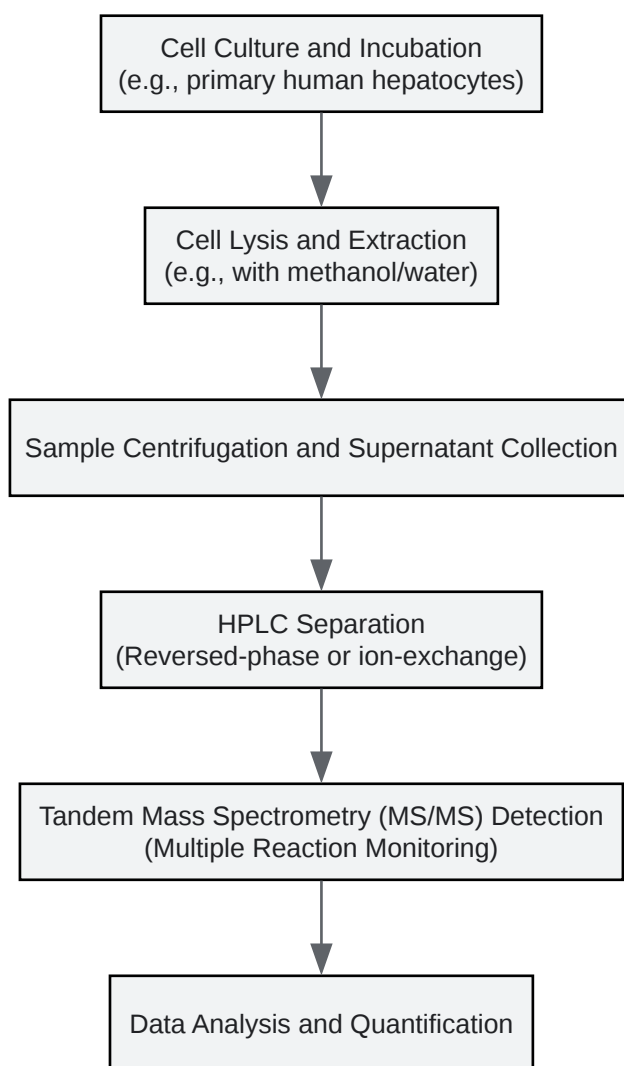 Cell Culture and Incubation
(e.g., primary human hepatocytes)
Cell Lysis and Extraction
(e.g., with methanol/water)
Sample Centrifugation and Supernatant Collection
HPLC Separation
(Reversed-phase or ion-exchange)
Tandem Mass Spectrometry (MS/MS) Detection
(Multiple Reaction Monitoring)
Data Analysis and Quantification